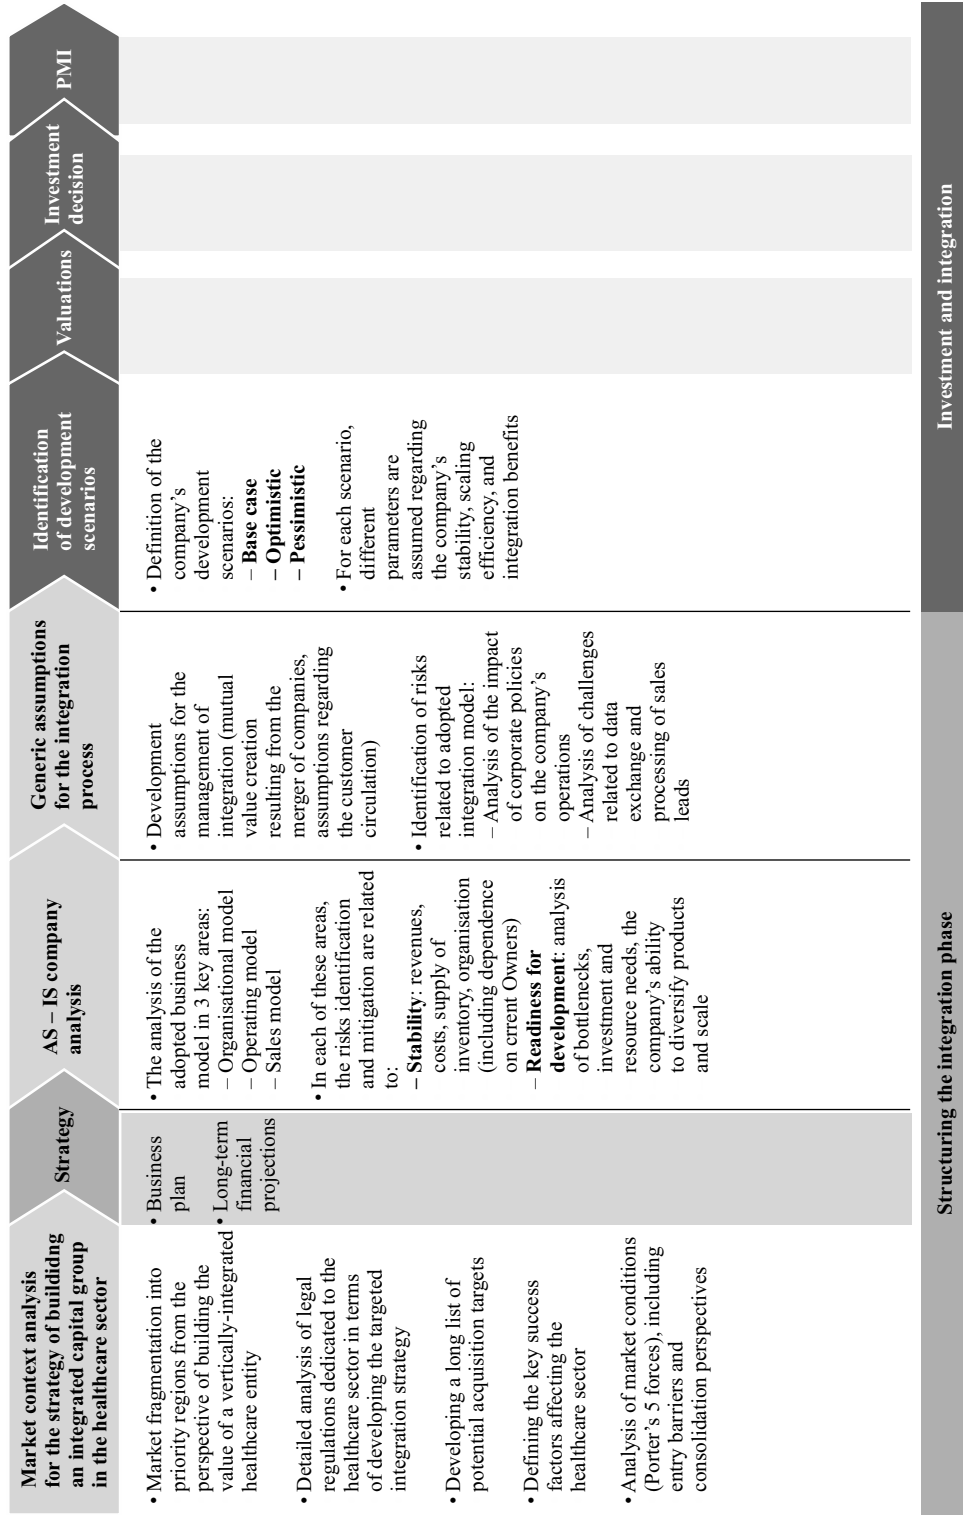 Market context analysis
for the strategy of buildidng
an integrated capital group
in the healthcare sector
Strategy
AS – IS company
analysis
Generic assumptions
for the integration
process
Identification
of development
scenarios
Valuations
Investment
decision
PMI
• Market fragmentation into
priority regions from the
perspective of building the
value of a vertically-integrated
healthcare entity
• Detailed analysis of legal
regulations dedicated to the
healthcare sector in terms
of developing the targeted
integration strategy
• Developing a long list of
potential acquisition targets
• Defining the key success
factors affecting the
healthcare sector
• Analysis of market conditions
(Porter’s 5 forces), including
entry barriers and
consolidation perspectives
• Business
plan
• Long-term
financial
projections
• The analysis of the
adopted business
model in 3 key areas:
– Organisational model
– Operating model
– Sales model
• In each of these areas,
the risks identification
and mitigation are related
to:
– Stability: revenues,
costs, supply of
inventory, organisation
(including dependence
on crrent Owners)
– Readiness for
development: analysis
of bottlenecks,
investment and
resource needs, the
company’s ability
to diversify products
and scale
• Development
assumptions for the
management of
integration (mutual
value creation
resulting from the
merger of companies,
assumptions regarding
the customer
circulation)
• Identification of risks
related to adopted
integration model:
– Analysis of the impact
of corporate policies
on the company’s
operations
– Analysis of challenges
related to data
exchange and
processing of sales
leads
• Definition of the
company’s
development
scenarios:
– Base case
– Optimistic
– Pessimistic
• For each scenario,
different
parameters are
assumed regarding
the company’s
stability, scaling
efficiency, and
integration benefits
Structuring the integration phase
Investment and integration